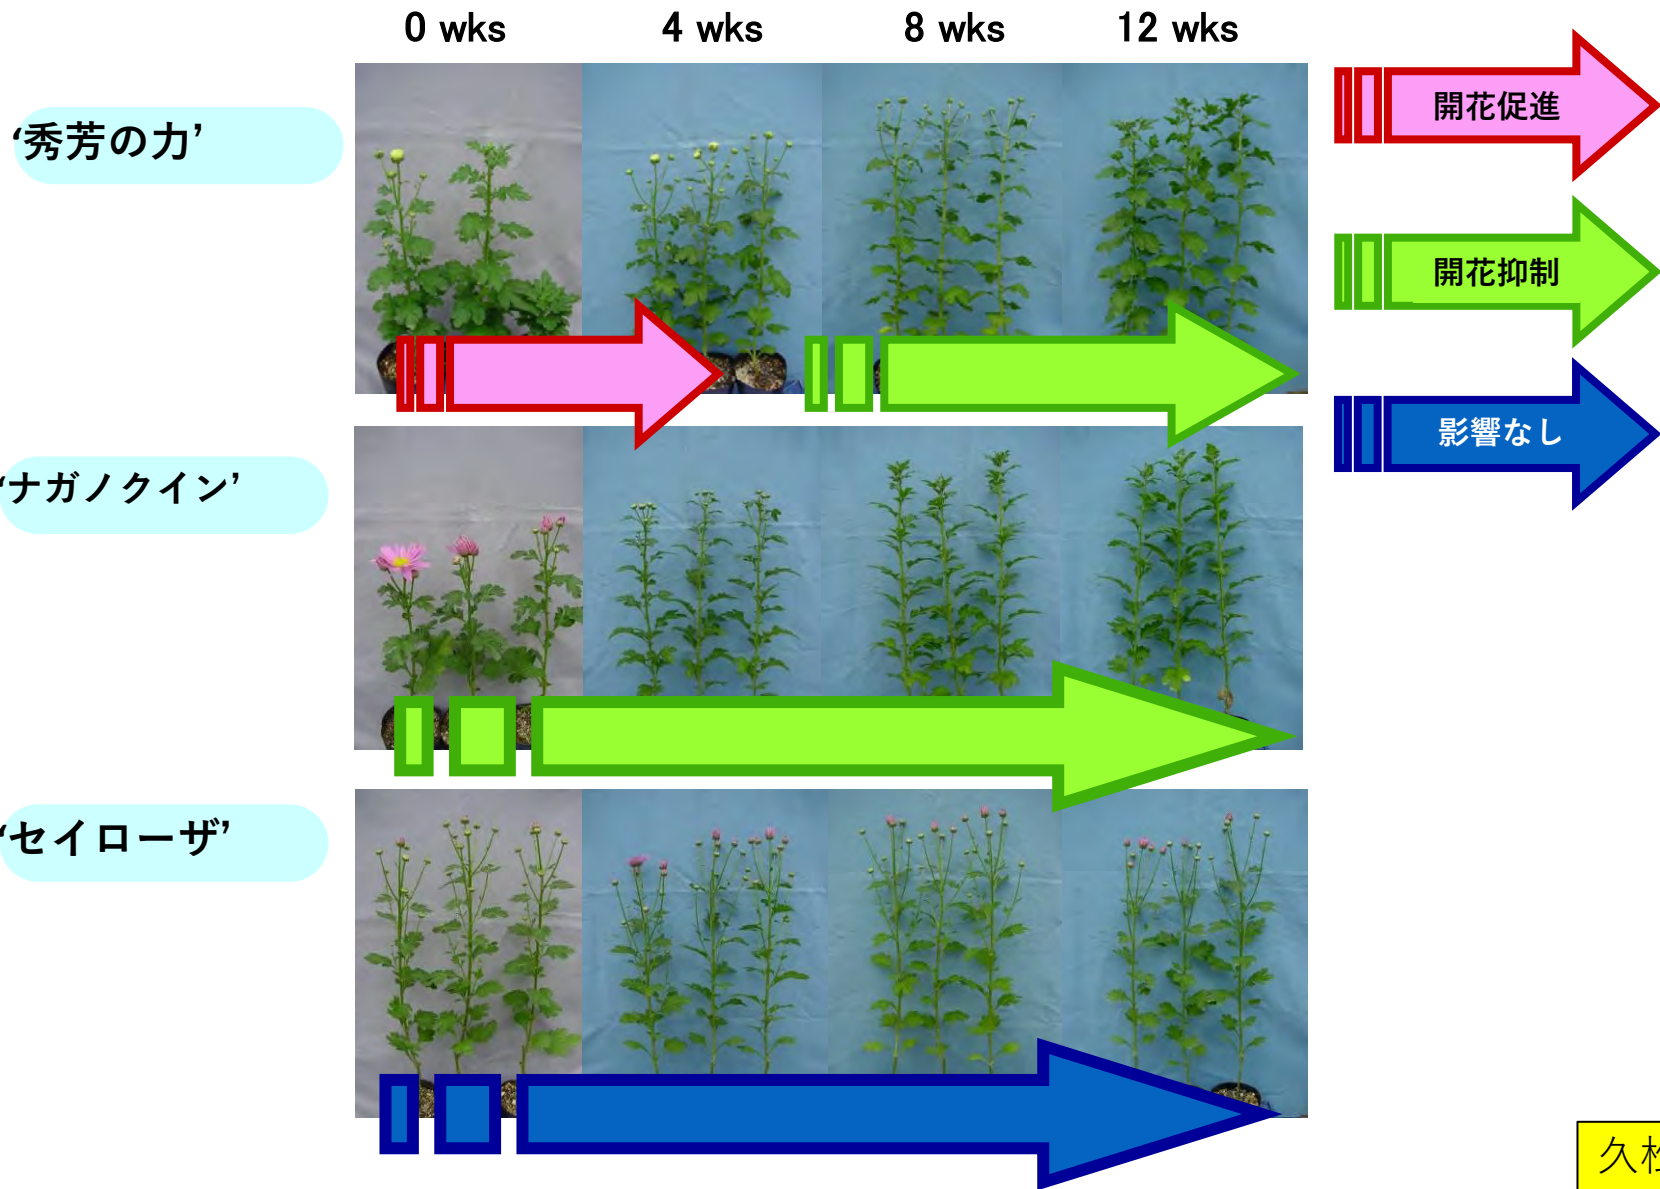 0 wks 4 wks 8 wks 12 wks
‘秀芳の力’
開花促進
開花抑制
影響なし
‘ナガノクイン’
‘セイローザ’